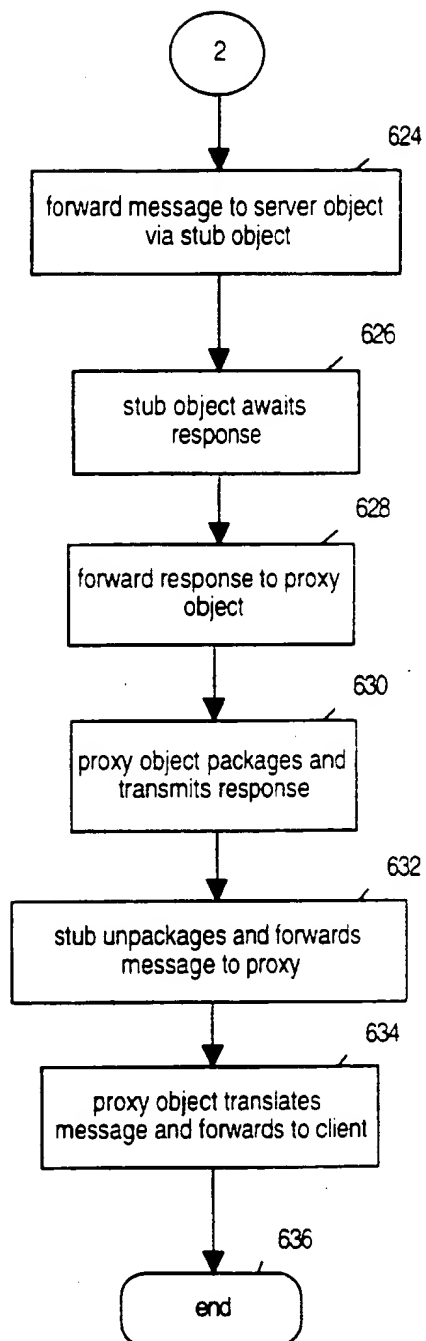 2
624
forward message to server object
via stub object
626
stub object awaits
response
628
forward response to proxy
object
630
proxy object packages and
transmits response
632
stub unpackages and forwards
message to proxy
634
proxy object translates
message and forwards to client
636
end